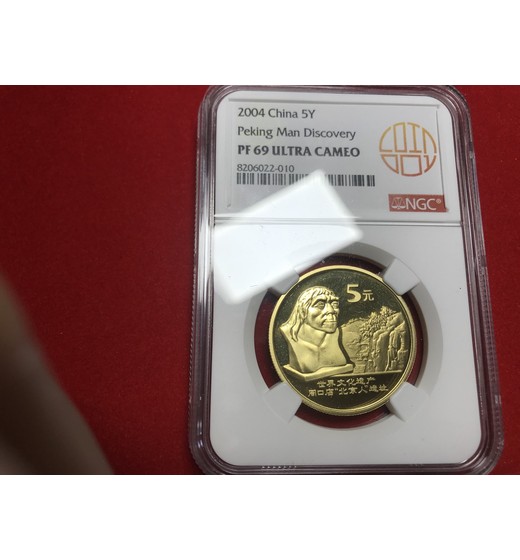 2004 China 5Y
Peking Man Discovery
PF 69 ULTRA CAMEO
8206022-010
COIN
NGC®
5元
世界文化遗产
周口店"北京人"遗址